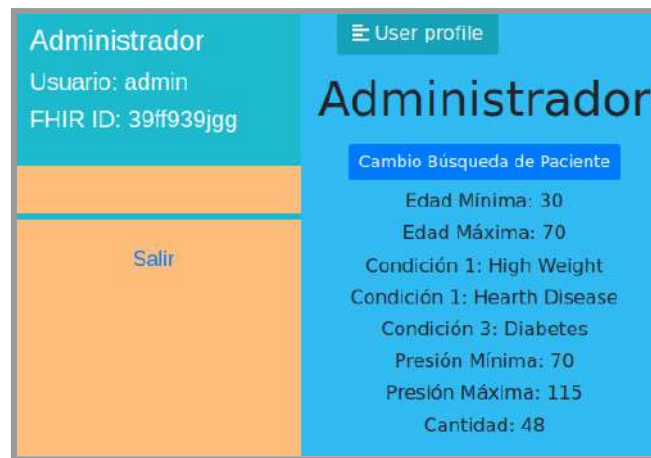 Administrador
Usuario: admin
FHIR ID: 39ff939jgg
Salir
User profile
Administrador
Cambio Búsqueda de Paciente
Edad Mínima: 30
Edad Máxima: 70
Condición 1: High Weight
Condición 1: Hearth Disease
Condición 3: Diabetes
Presión Mínima: 70
Presión Máxima: 115
Cantidad: 48